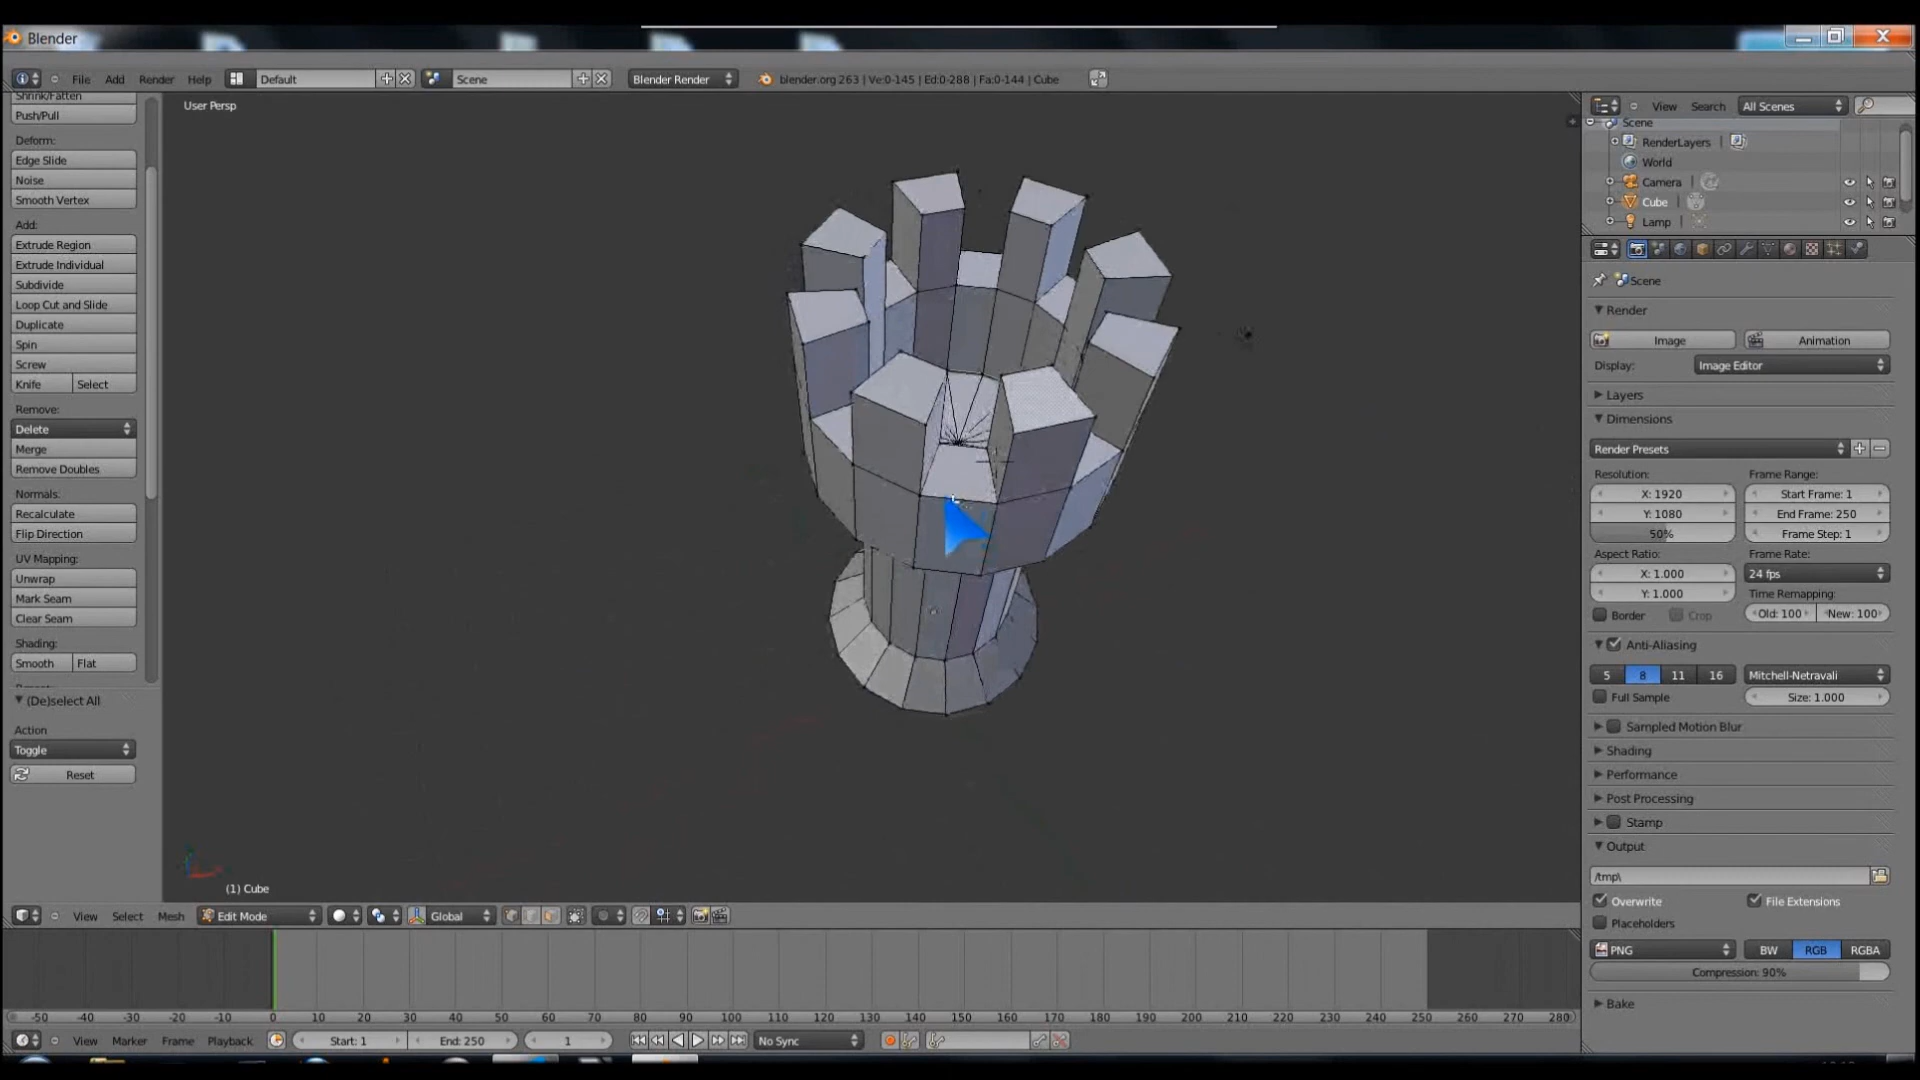 Blender
File Add Render Help Default Scene Blender Render blender.org 263 | Ve:0-145 | Ed:0-288 | Fa:0-144 | Cube
Shrink/Fatten
Push/Pull
Deform:
Edge Slide
Noise
Smooth Vertex
Add:
Extrude Region
Extrude Individual
Subdivide
Loop Cut and Slide
Duplicate
Spin
Screw
Knife Select
Remove:
Delete
Merge
Remove Doubles
Normals:
Recalculate
Flip Direction
UV Mapping:
Unwrap
Mark Seam
Clear Seam
Shading:
Smooth Flat
(De)select All
Action
Toggle
Reset
User Persp
(1) Cube
View Search All Scenes
Scene
RenderLayers
World
Camera
Cube
Lamp
Scene
Render
Image Animation
Display: Image Editor
Layers
Dimensions
Render Presets
Resolution: Frame Range:
X: 1920 Start Frame: 1
Y: 1080 End Frame: 250
50% Frame Step: 1
Aspect Ratio: Frame Rate:
X: 1.000 24 fps
Y: 1.000 Time Remapping:
Border Crop Old: 100 New: 100
Anti-Aliasing
5 8 11 16 Mitchell-Netravali
Full Sample Size: 1.000
Sampled Motion Blur
Shading
Performance
Post Processing
Stamp
Output
/tmp\
Overwrite File Extensions
Placeholders
PNG BW RGB RGBA
Compression: 90%
Bake
View Select Mesh Edit Mode Global
-50 -40 -30 -20 -10 0 10 20 30 40 50 60 70 80 90 100 110 120 130 140 150 160 170 180 190 200 210 220 230 240 250 260 270 280
View Marker Frame Playback Start: 1 End: 250 1 No Sync